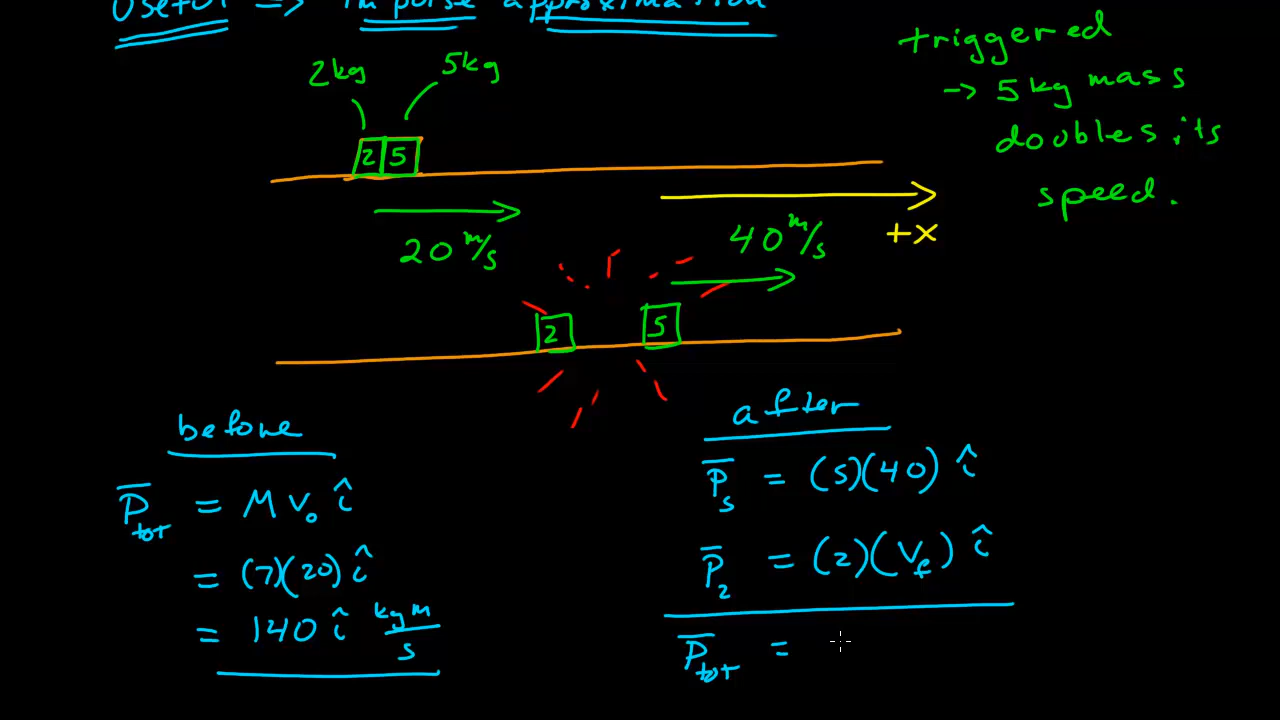 Useful => impulse approximation
triggered
-> 5kg mass
doubles its
speed.
2kg 5kg
2 5
20 m/s
40 m/s
+x
2 5
before
P̅tot = M v₀ î
= (7)(20) î
= 140 î kg m/s
after
P̅5 = (5)(40) î
P̅2 = (2)(Vf) î
P̅tot =